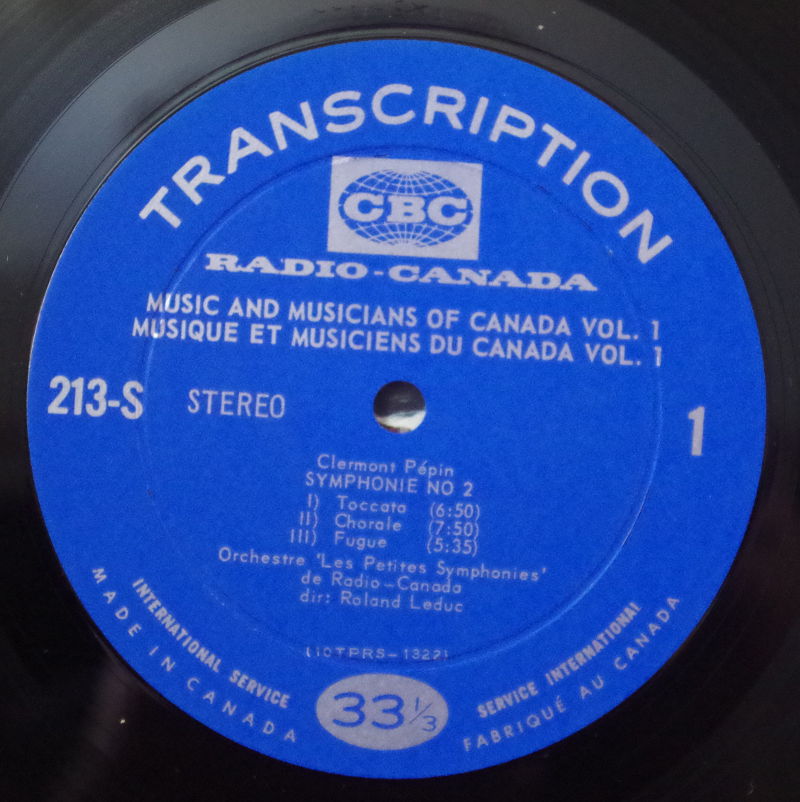 TRANSCRIPTION
CBC
RADIO-CANADA
MUSIC AND MUSICIANS OF CANADA VOL. 1
MUSIQUE ET MUSICIENS DU CANADA VOL. 1
213-S STEREO 1
Clermont Pépin
SYMPHONIE NO 2
I) Toccata (6:50)
II) Chorale (7:50)
III) Fugue (5:35)
Orchestre 'Les Petites Symphonies'
de Radio-Canada
dir: Roland Leduc
(10TPRS-1322)
INTERNATIONAL SERVICE
MADE IN CANADA
33 1/3
SERVICE INTERNATIONAL
FABRIQUÉ AU CANADA